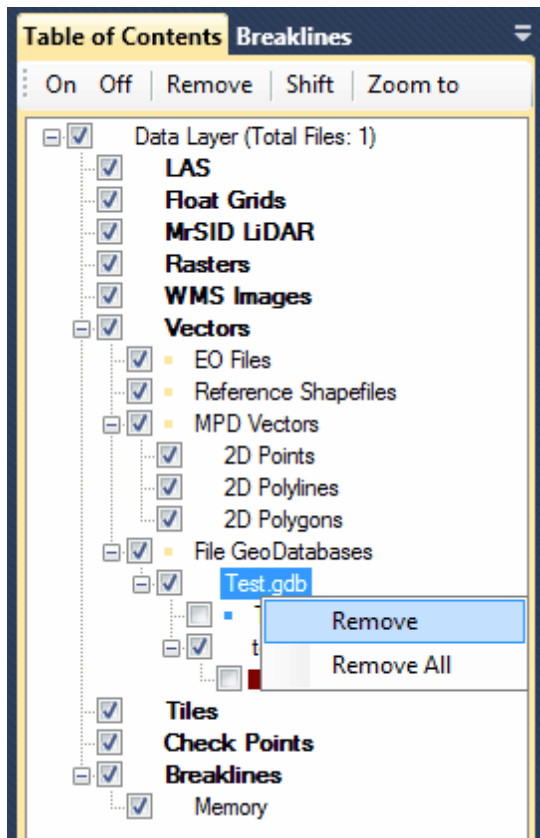 Table of Contents Breaklines
On Off Remove Shift Zoom to
Data Layer (Total Files: 1)
LAS
Float Grids
MrSID LiDAR
Rasters
WMS Images
Vectors
EO Files
Reference Shapefiles
MPD Vectors
2D Points
2D Polylines
2D Polygons
File GeoDatabases
Test.gdb
Remove
Remove All
Tiles
Check Points
Breaklines
Memory